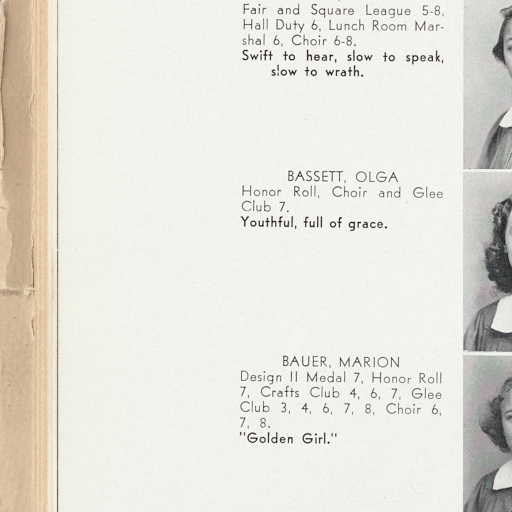 Fair and Square League 5-8,
Hall Duty 6, Lunch Room Mar-
shal 6, Choir 6-8.
Swift to hear, slow to speak,
slow to wrath.
BASSETT, OLGA
Honor Roll, Choir and Glee
Club 7.
Youthful, full of grace.
BAUER, MARION
Design II Medal 7, Honor Roll
7, Crafts Club 4, 6, 7, Glee
Club 3, 4, 6, 7, 8, Choir 6,
7, 8.
"Golden Girl."